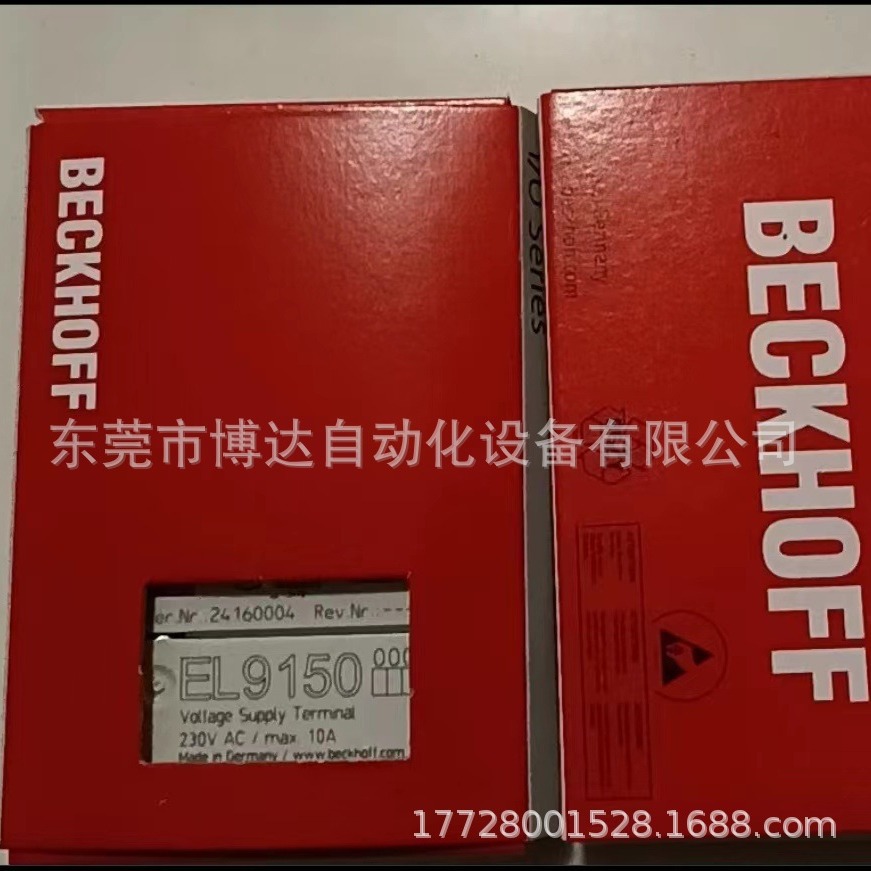 BECKHOFF
I/O Series
Germany
BECKHOFF
东莞市博达自动化设备有限公司
er.Nr.:24160004 Rev.Nr.:--
EL9150
Voltage Supply Terminal
230V AC / max. 10A
Made in Germany / www.beckhoff.com
17728001528.1688.com